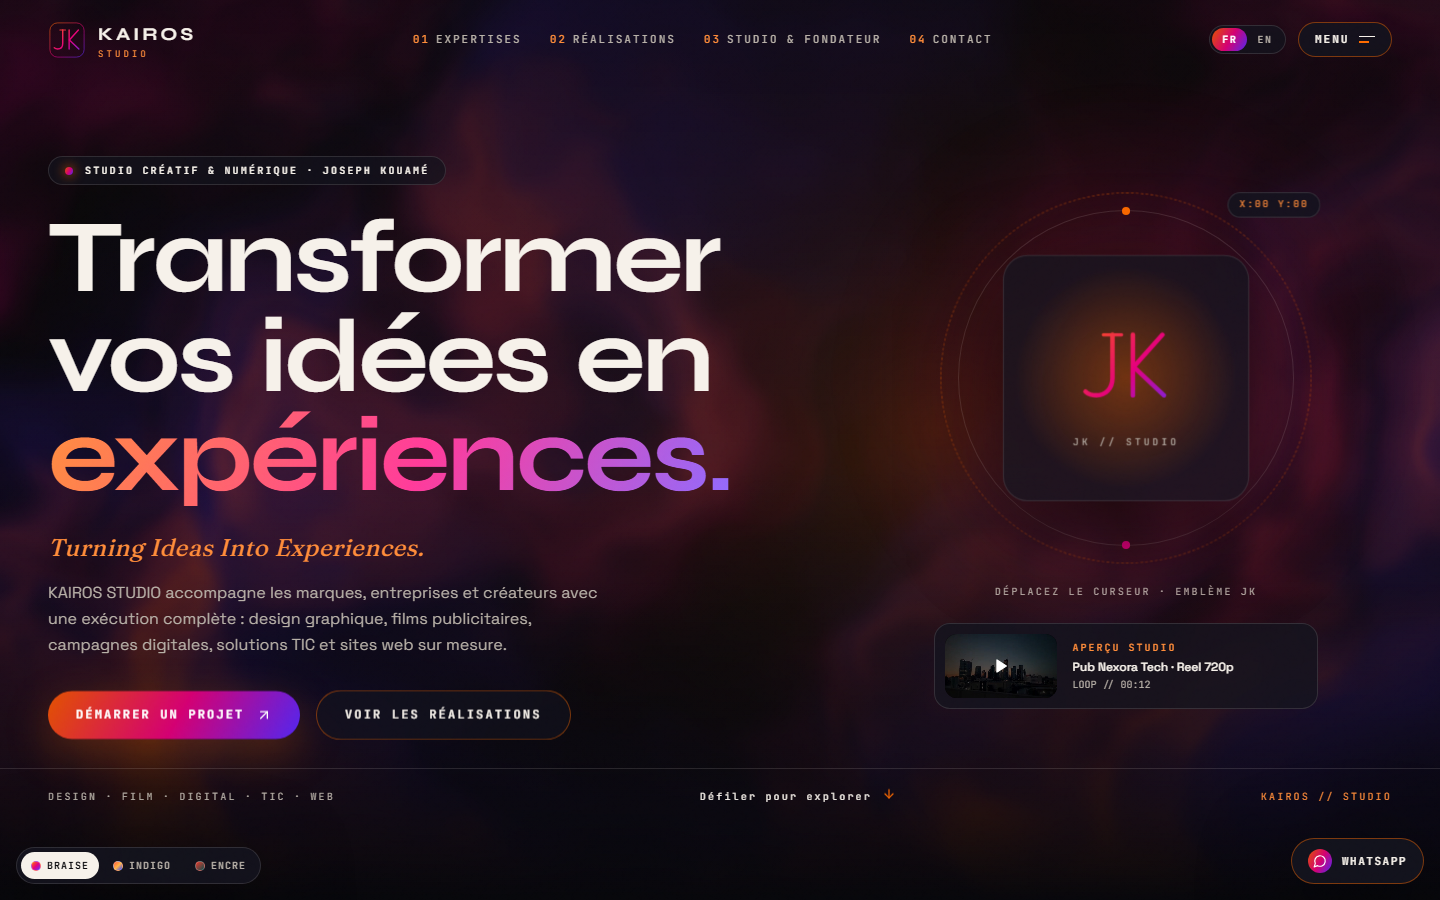 JK
KAIROS
STUDIO
01 EXPERTISES
02 RÉALISATIONS
03 STUDIO & FONDATEUR
04 CONTACT
FR EN
MENU
STUDIO CRÉATIF & NUMÉRIQUE · JOSEPH KOUAMÉ
Transformer
vos idées en
expériences.
Turning Ideas Into Experiences.
KAIROS STUDIO accompagne les marques, entreprises et créateurs avec
une exécution complète : design graphique, films publicitaires,
campagnes digitales, solutions TIC et sites web sur mesure.
DÉMARRER UN PROJET
VOIR LES RÉALISATIONS
X:00 Y:00
JK
JK // STUDIO
DÉPLACEZ LE CURSEUR · EMBLÈME JK
APERÇU STUDIO
Pub Nexora Tech · Reel 720p
LOOP // 00:12
DESIGN · FILM · DIGITAL · TIC · WEB
Défiler pour explorer
KAIROS // STUDIO
BRAISE
INDIGO
ENCRE
WHATSAPP